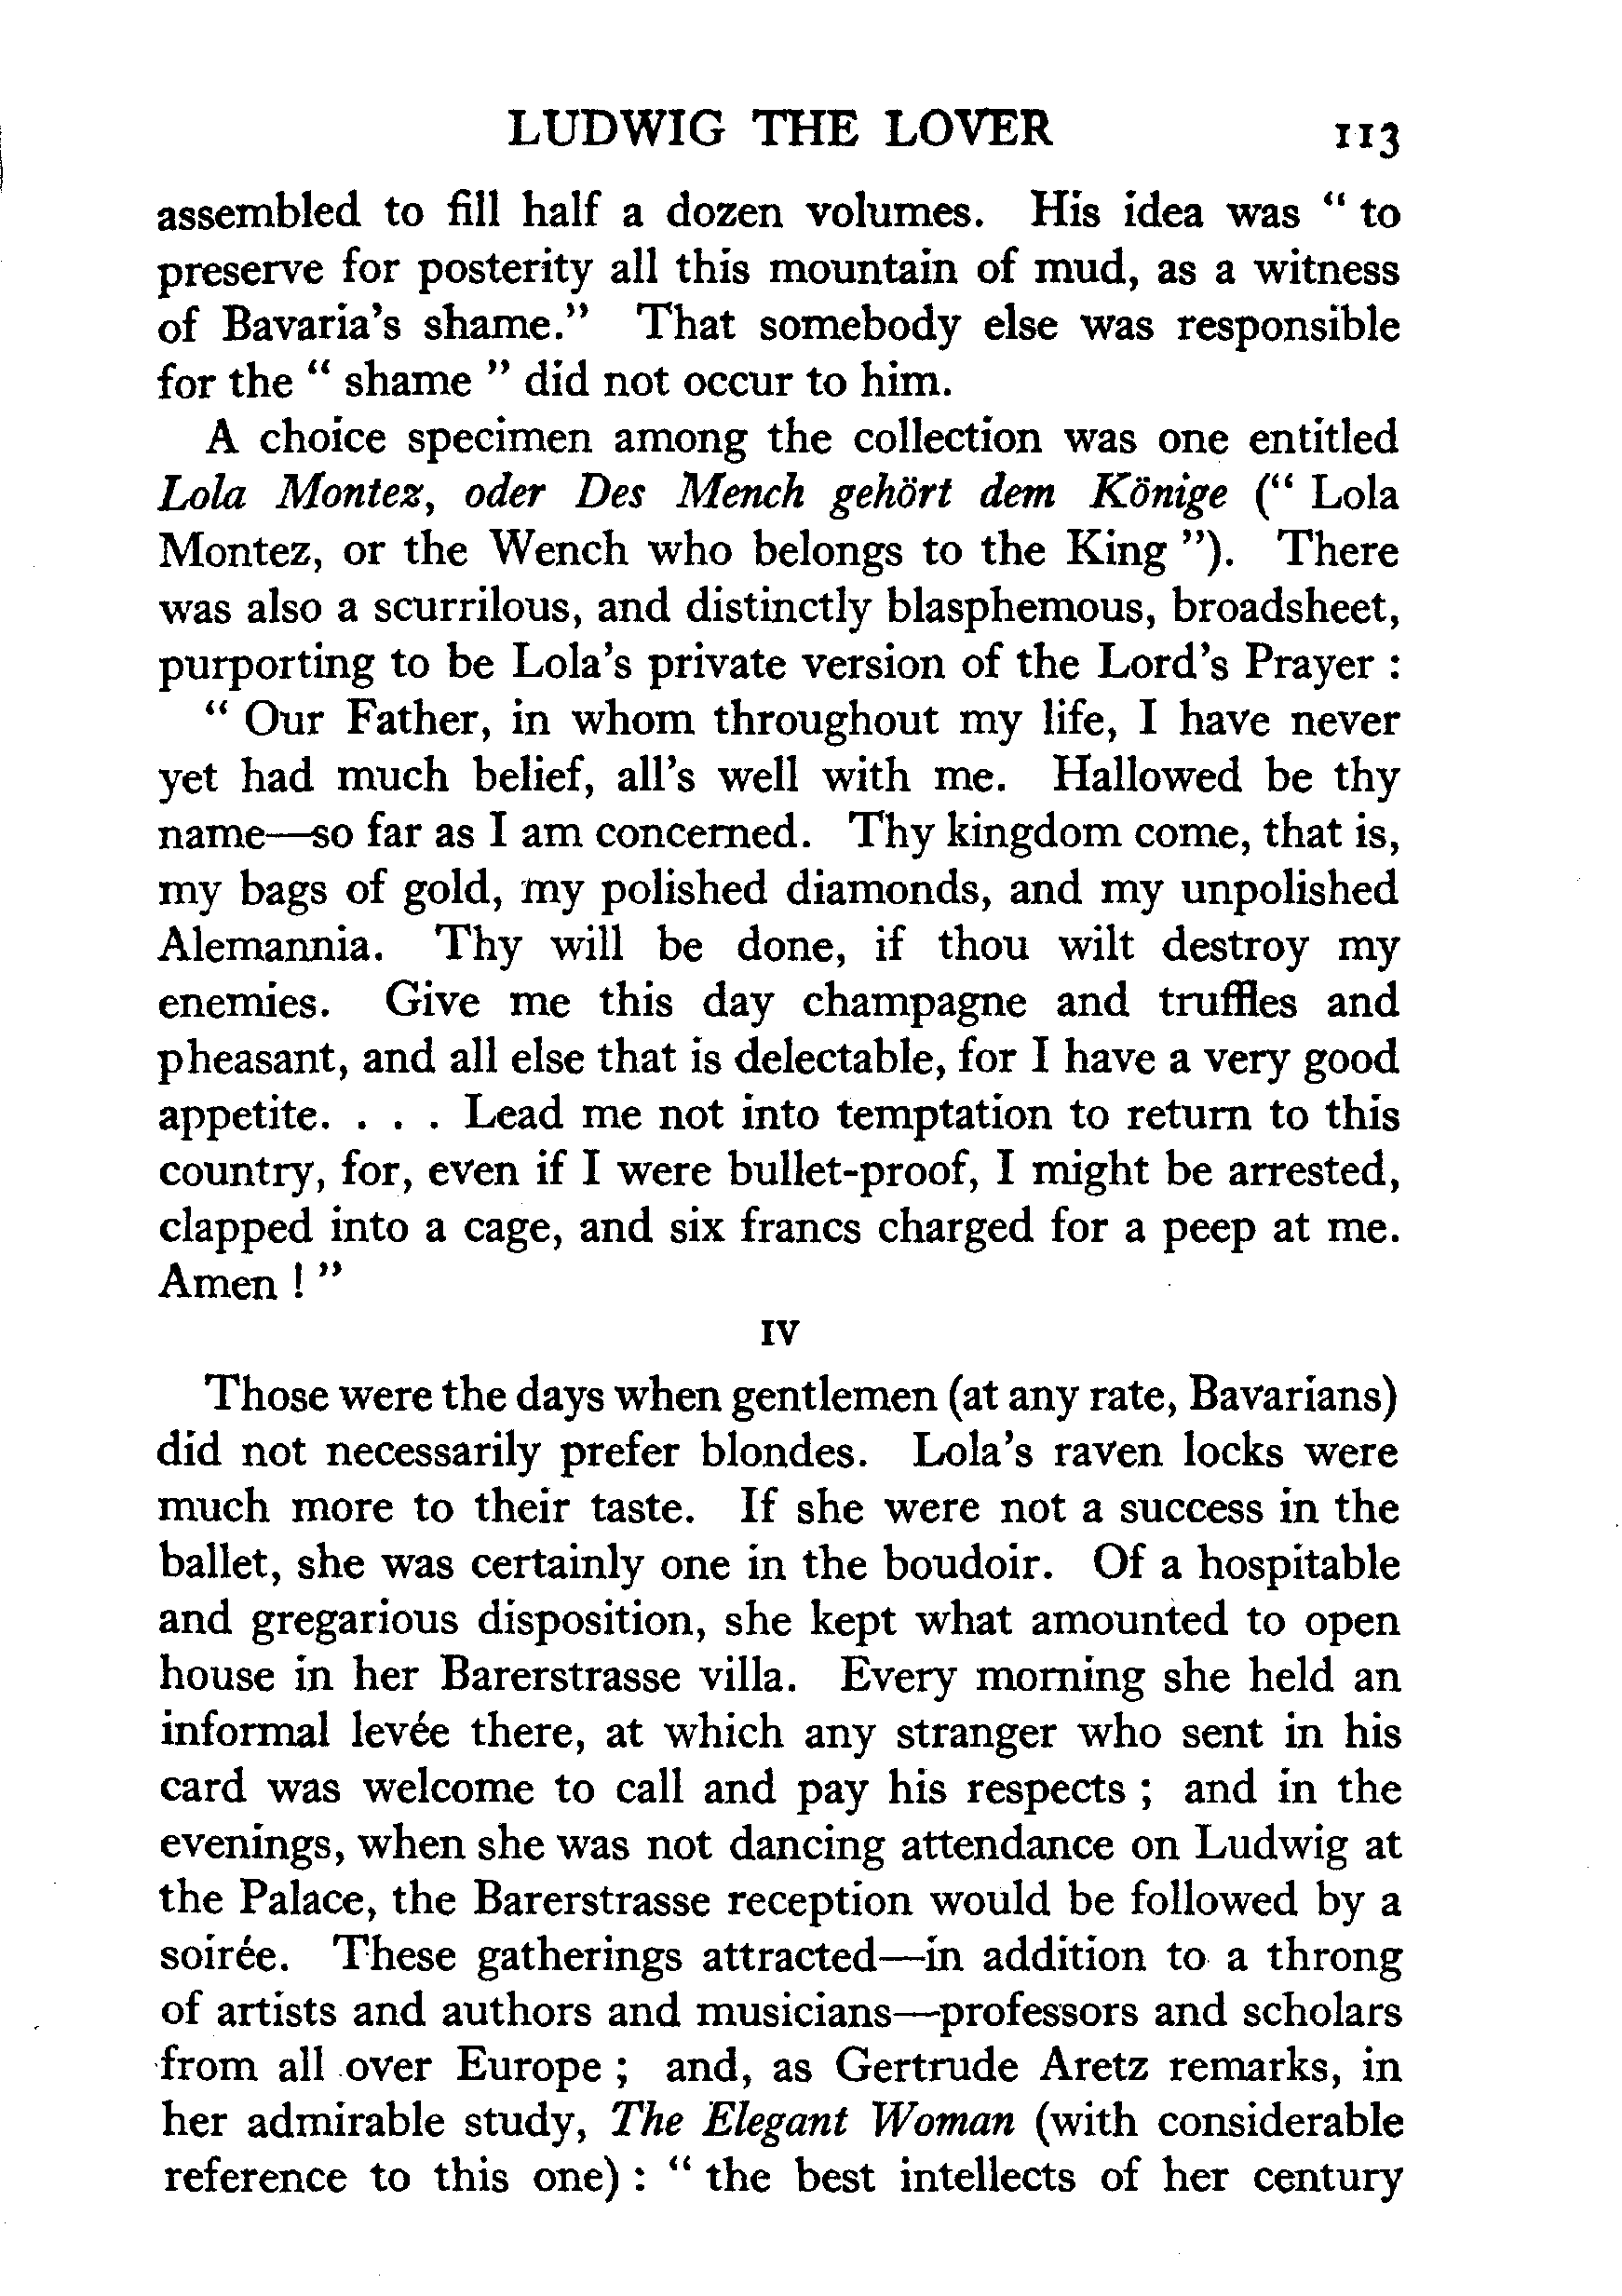 LUDWIG THE LOVER 113
assembled to fill half a dozen volumes. His idea was “ to
preserve for posterity all this mountain of mud, as a witness
of Bavaria’s shame.” That somebody else was responsible
for the “ shame ” did not occur to him.
A choice specimen among the collection was one entitled
Lola Montez, oder Des Mench gehört dem Könige (“ Lola
Montez, or the Wench who belongs to the King ”). There
was also a scurrilous, and distinctly blasphemous, broadsheet,
purporting to be Lola’s private version of the Lord’s Prayer :
“ Our Father, in whom throughout my life, I have never
yet had much belief, all’s well with me. Hallowed be thy
name—so far as I am concerned. Thy kingdom come, that is,
my bags of gold, my polished diamonds, and my unpolished
Alemannia. Thy will be done, if thou wilt destroy my
enemies. Give me this day champagne and truffles and
pheasant, and all else that is delectable, for I have a very good
appetite. . . . Lead me not into temptation to return to this
country, for, even if I were bullet-proof, I might be arrested,
clapped into a cage, and six francs charged for a peep at me.
Amen ! ”
IV
Those were the days when gentlemen (at any rate, Bavarians)
did not necessarily prefer blondes. Lola’s raven locks were
much more to their taste. If she were not a success in the
ballet, she was certainly one in the boudoir. Of a hospitable
and gregarious disposition, she kept what amounted to open
house in her Barerstrasse villa. Every morning she held an
informal levée there, at which any stranger who sent in his
card was welcome to call and pay his respects ; and in the
evenings, when she was not dancing attendance on Ludwig at
the Palace, the Barerstrasse reception would be followed by a
soirée. These gatherings attracted—in addition to a throng
of artists and authors and musicians—professors and scholars
from all over Europe ; and, as Gertrude Aretz remarks, in
her admirable study, The Elegant Woman (with considerable
reference to this one) : “ the best intellects of her century